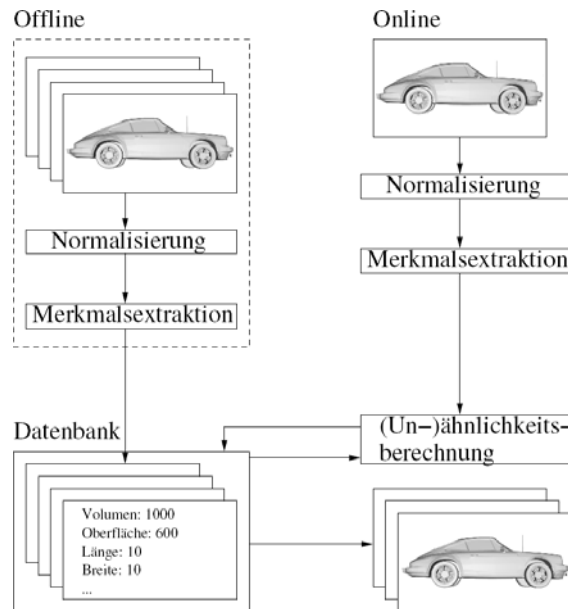 Offline
Online
Normalisierung
Normalisierung
Merkmalsextraktion
Merkmalsextraktion
Datenbank
(Un-)ähnlichkeits-
berechnung
Volumen: 1000
Oberfläche: 600
Länge: 10
Breite: 10
...